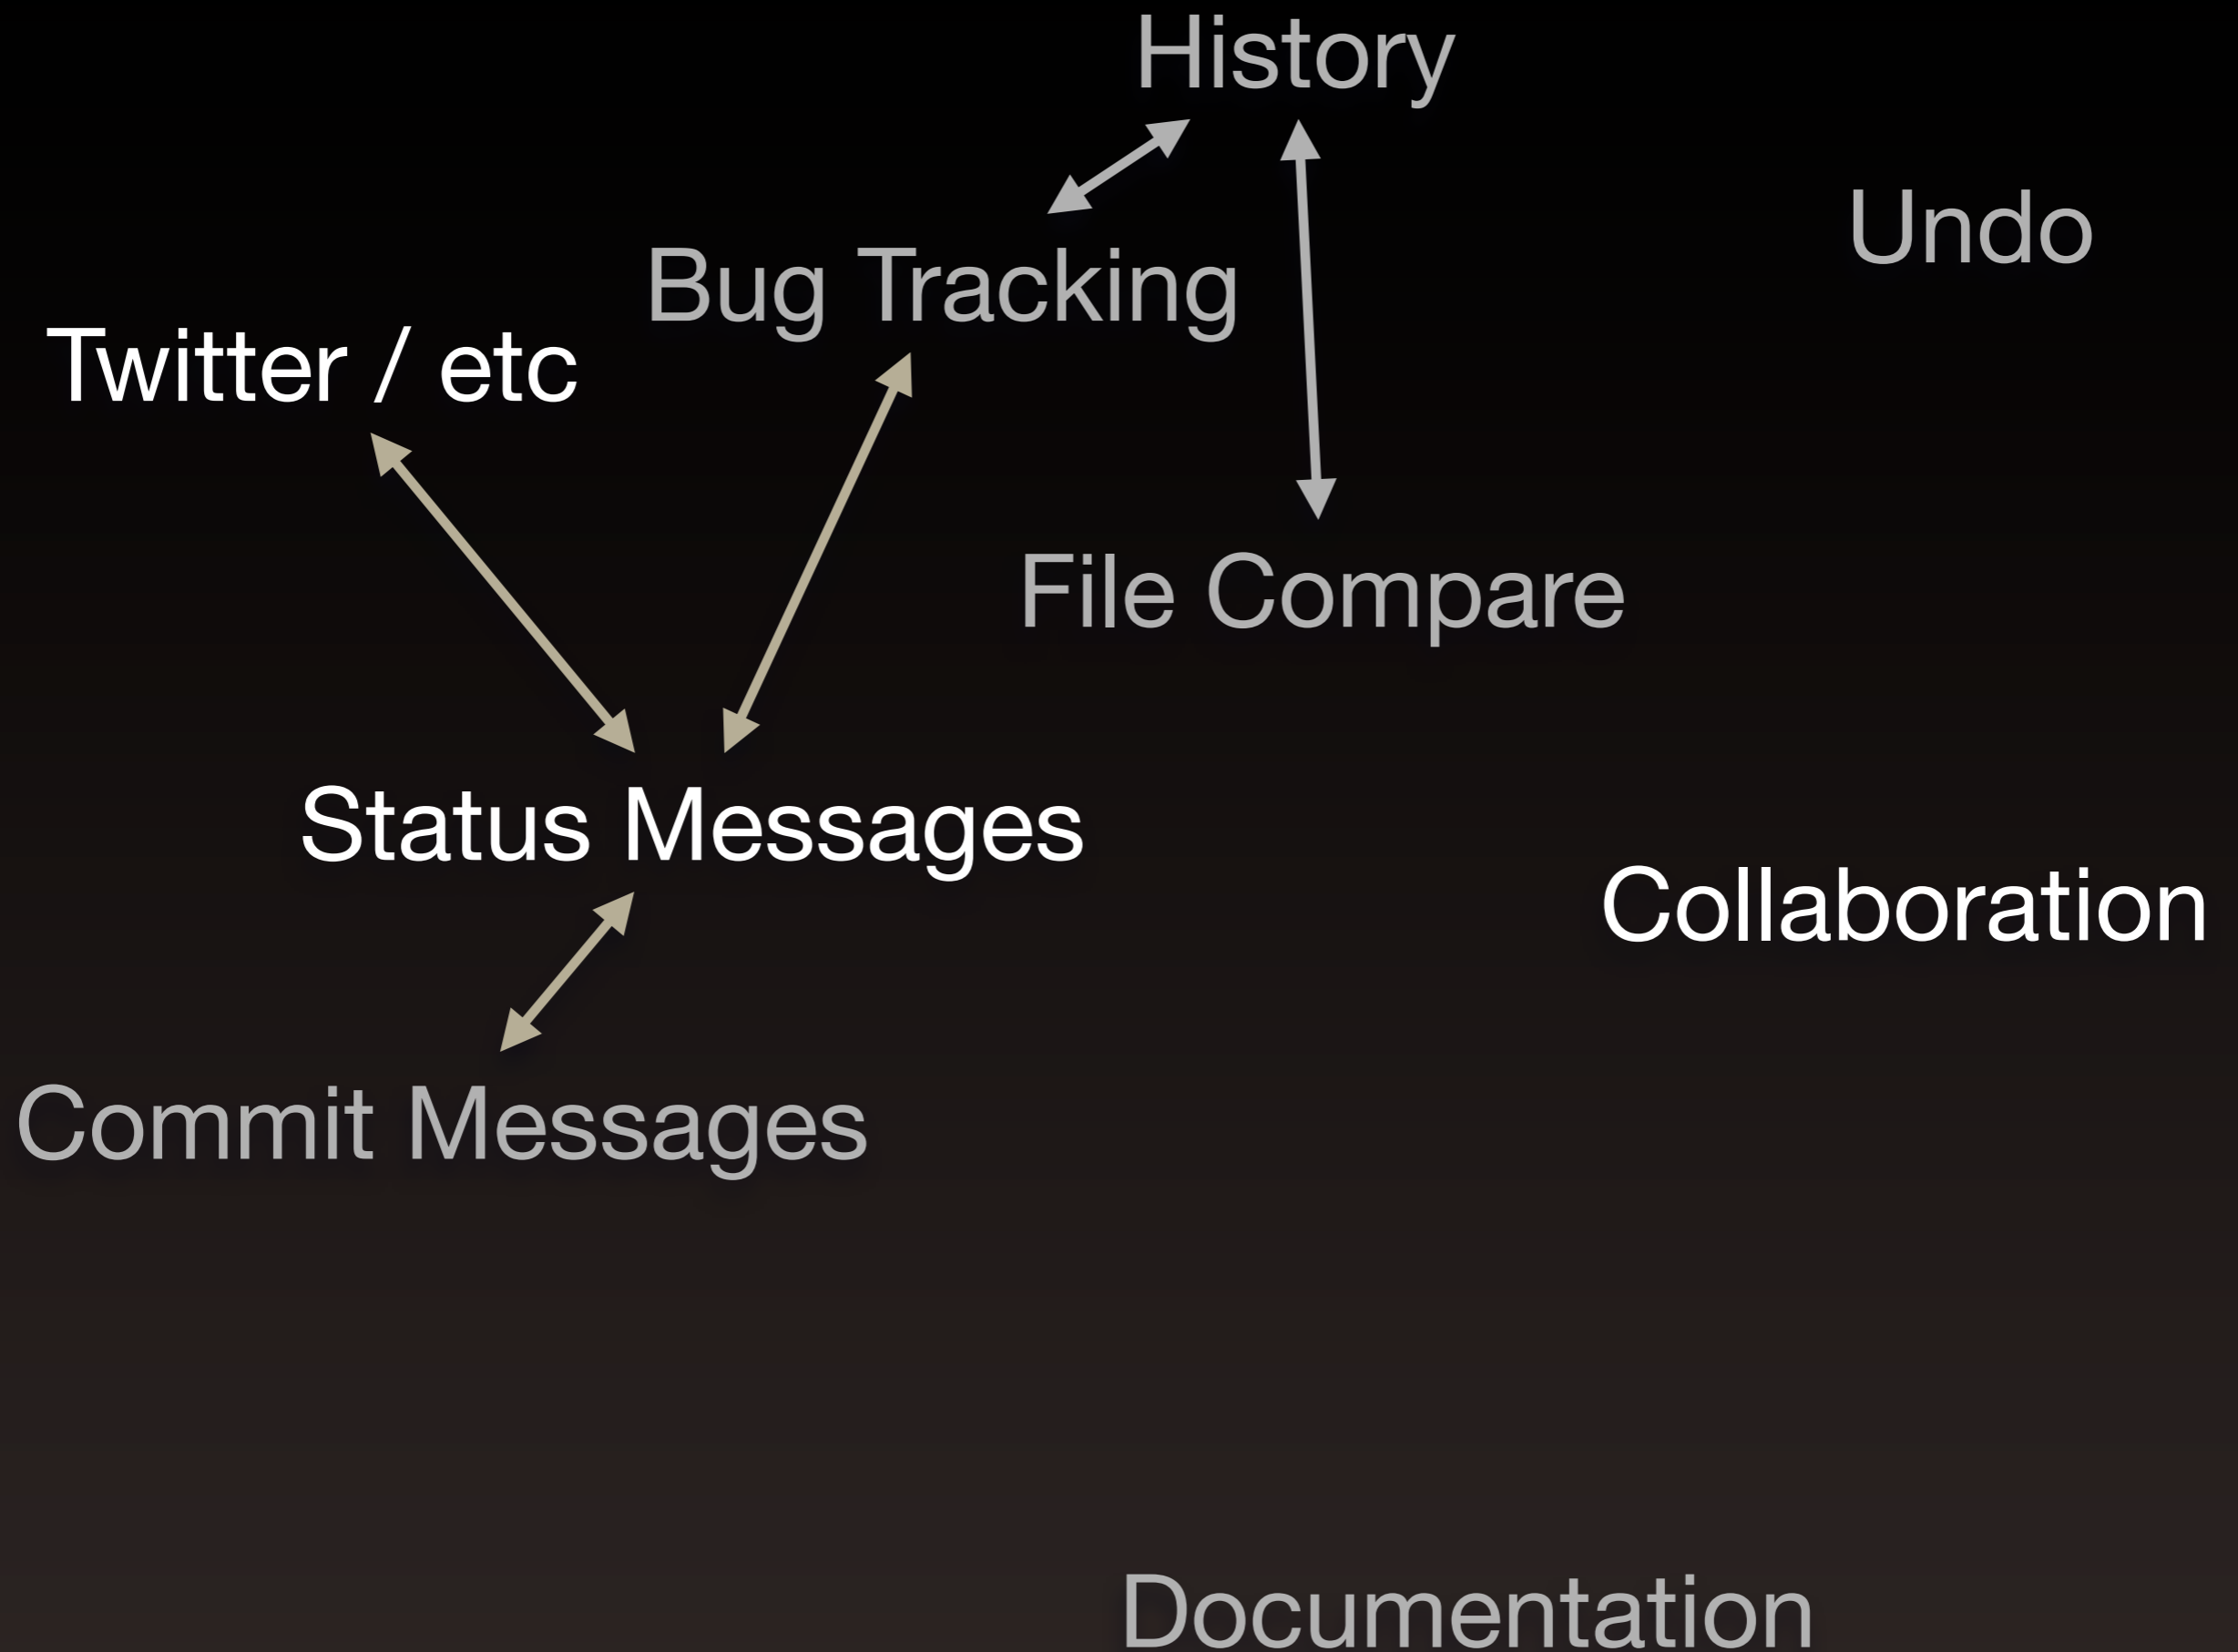 History
Undo
Bug Tracking
Twitter / etc
File Compare
Status Messages
Collaboration
Commit Messages
Documentation